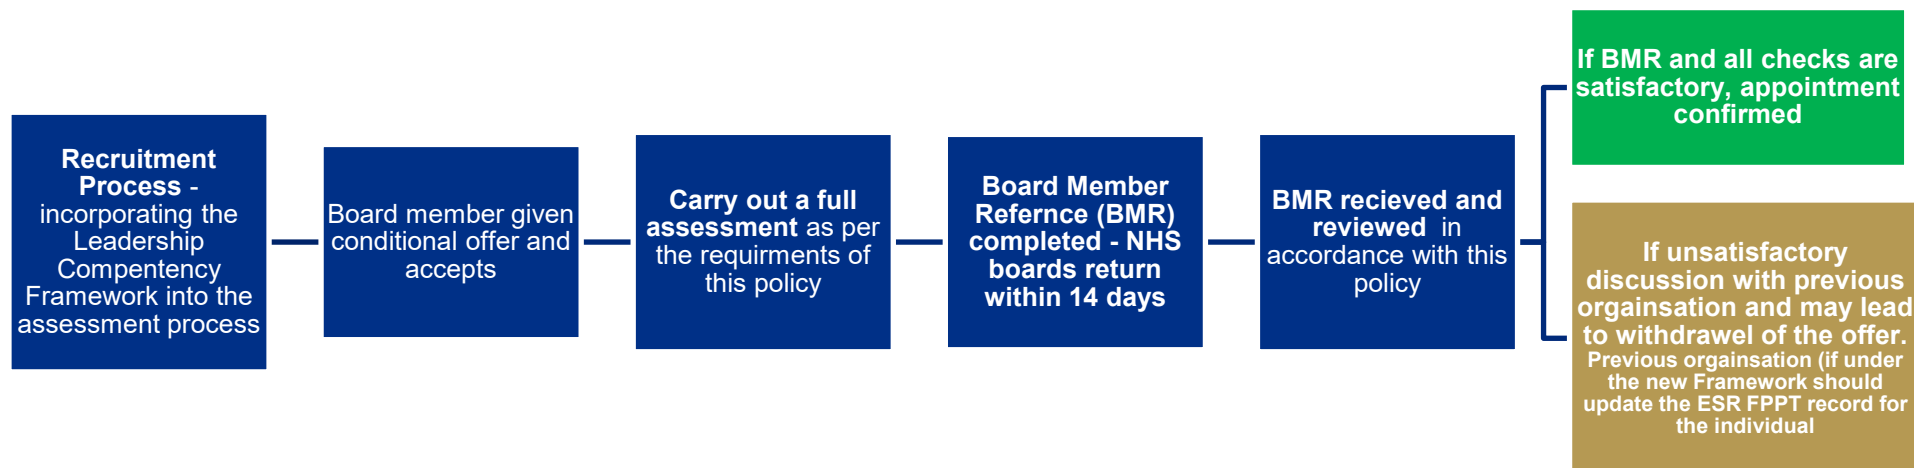 Recruitment
Process -
incorporating the
Leadership
Compentency
Framework into the
assessment process
Board member given
conditional offer and
accepts
Carry out a full
assessment as per
the requirments of
this policy
Board Member
Refernce (BMR)
completed - NHS
boards return
within 14 days
BMR recieved and
reviewed in
accordance with this
policy
If BMR and all checks are
satisfactory, appointment
confirmed
If unsatisfactory
discussion with previous
orgainsation and may lead
to withdrawel of the offer.
Previous orgainsation (if under
the new Framework should
update the ESR FPPT record for
the individual